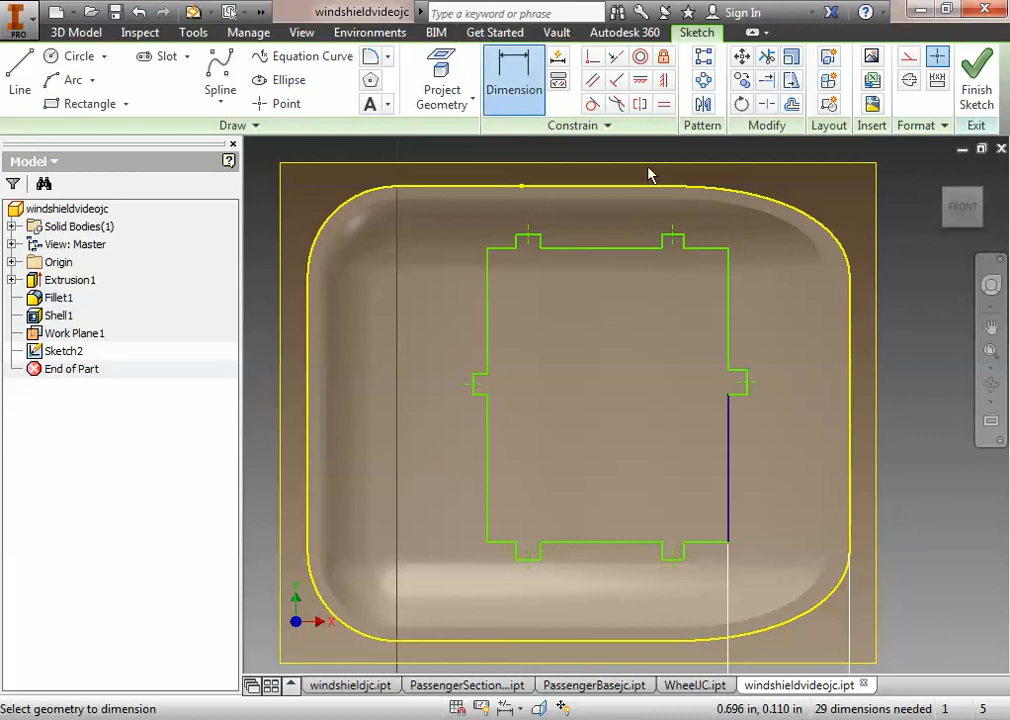 windshieldvideojc
Type a keyword or phrase
Sign In
PRO
3D Model Inspect Tools Manage View Environments BIM Get Started Vault Autodesk 360 Sketch
Line
Circle
Arc
Rectangle
Slot
Spline
Equation Curve
Ellipse
Point
A
Project
Geometry
Dimension
Finish
Sketch
Draw Constrain Pattern Modify Layout Insert Format Exit
Model
windshieldvideojc
Solid Bodies(1)
View: Master
Origin
Extrusion1
Fillet1
Shell1
Work Plane1
Sketch2
End of Part
FRONT
Y
X
windshieldjc.ipt PassengerSection...ipt PassengerBasejc.ipt WheelJC.ipt windshieldvideojc.ipt
Select geometry to dimension 0.696 in, 0.110 in 29 dimensions needed 1 5